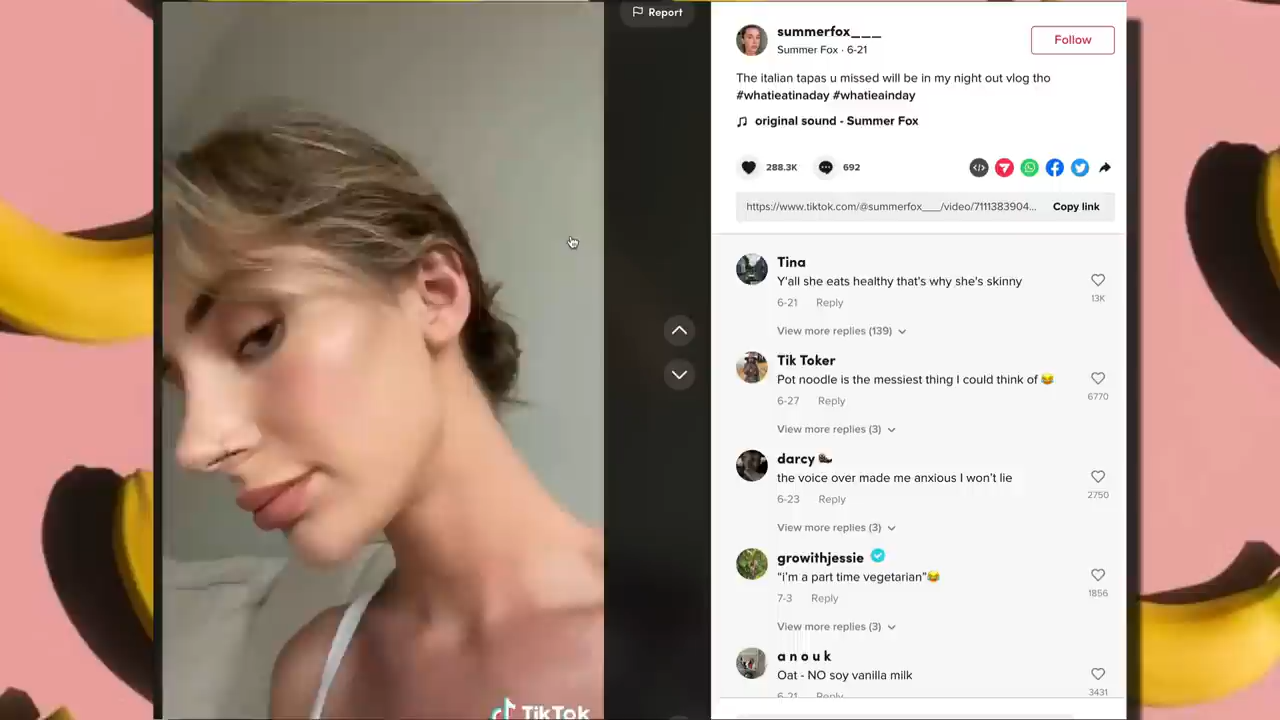 Report
summerfox___
Summer Fox · 6-21
Follow
The italian tapas u missed will be in my night out vlog tho
#whatieatinaday #whatieainday
original sound - Summer Fox
288.3K
692
https://www.tiktok.com/@summerfox___/video/7111383904...
Copy link
Tina
Y'all she eats healthy that's why she's skinny
13K
6-21 Reply
View more replies (139)
Tik Toker
Pot noodle is the messiest thing I could think of 😂
6770
6-27 Reply
View more replies (3)
darcy
the voice over made me anxious I won't lie
2750
6-23 Reply
View more replies (3)
growithjessie
"i'm a part time vegetarian"😂
1856
7-3 Reply
View more replies (3)
a n o u k
Oat - NO soy vanilla milk
3431
6-21 Reply
TikTok